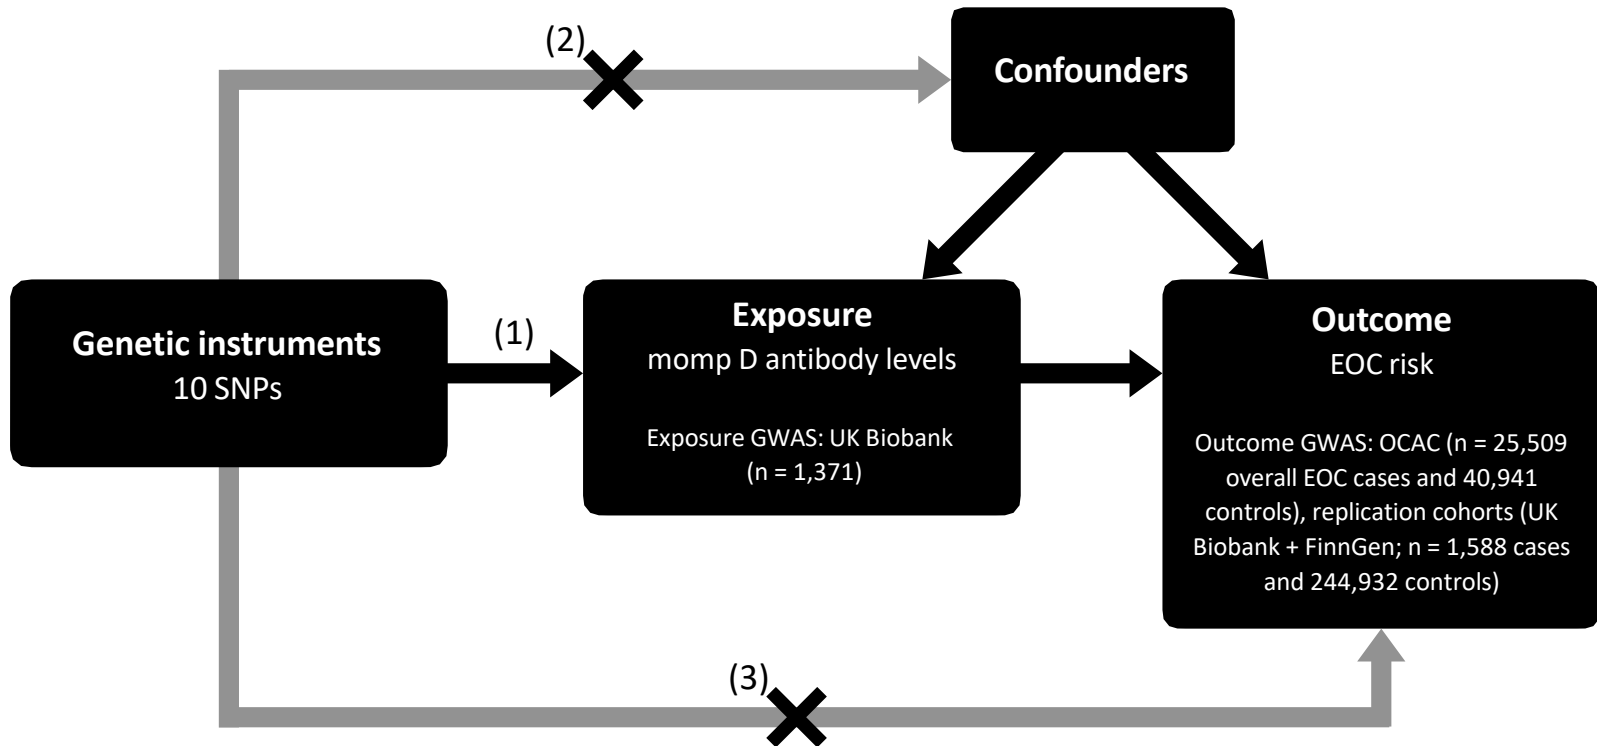 (2)
Confounders
Genetic instruments
10 SNPs
(1)
Exposure
momp D antibody levels
Exposure GWAS: UK Biobank
(n = 1,371)
Outcome
EOC risk
Outcome GWAS: OCAC (n = 25,509
overall EOC cases and 40,941
controls), replication cohorts (UK
Biobank + FinnGen; n = 1,588 cases
and 244,932 controls)
(3)